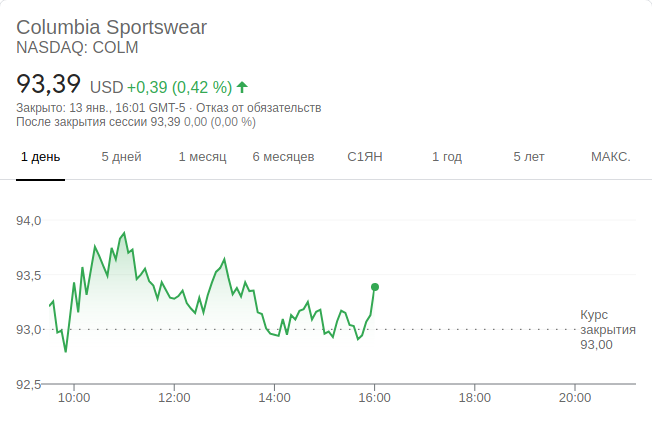 Columbia Sportswear
NASDAQ: COLM
93,39 USD +0,39 (0,42 %)
Закрыто: 13 янв., 16:01 GMT-5 · Отказ от обязательств
После закрытия сессии 93,39 0,00 (0,00 %)
1 день 5 дней 1 месяц 6 месяцев С1ЯН 1 год 5 лет МАКС.
94,0
93,5
93,0
92,5
Курс
закрытия
93,00
10:00 12:00 14:00 16:00 18:00 20:00